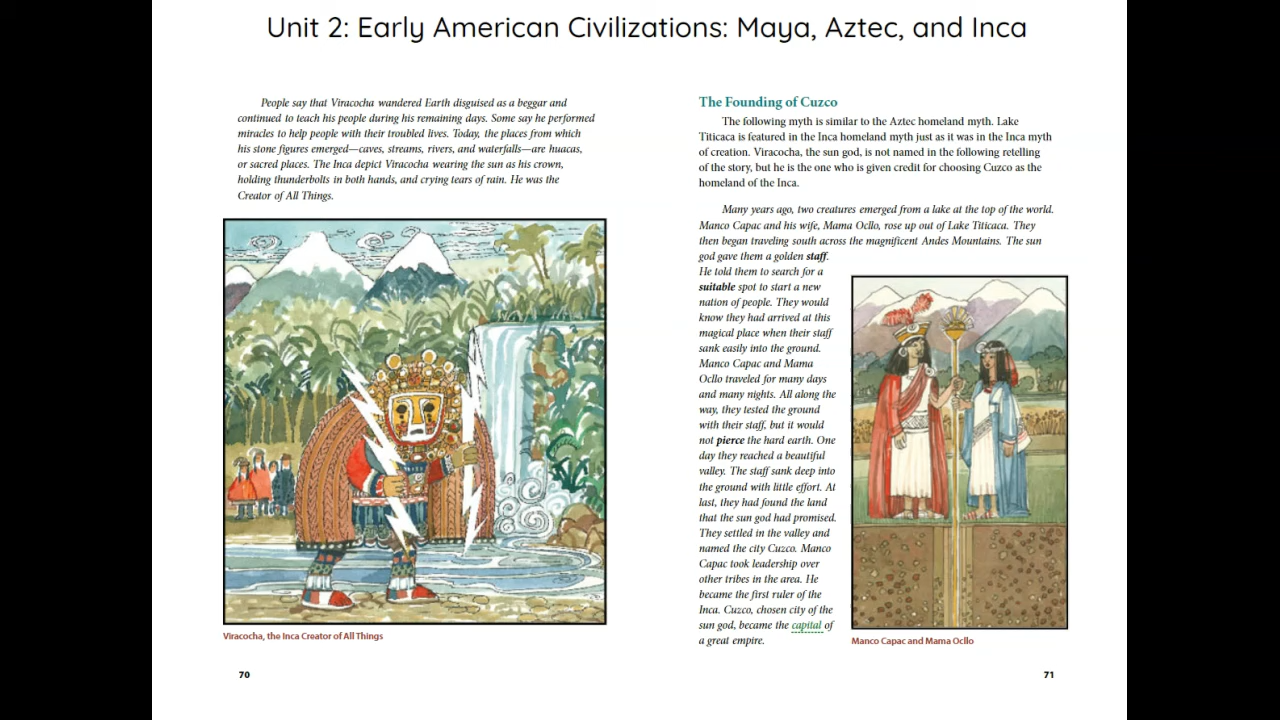 Unit 2: Early American Civilizations: Maya, Aztec, and Inca
People say that Viracocha wandered Earth disguised as a beggar and
continued to teach his people during his remaining days. Some say he performed
miracles to help people with their troubled lives. Today, the places from which
his stone figures emerged—caves, streams, rivers, and waterfalls—are huacas,
or sacred places. The Inca depict Viracocha wearing the sun as his crown,
holding thunderbolts in both hands, and crying tears of rain. He was the
Creator of All Things.
Viracocha, the Inca Creator of All Things
70
The Founding of Cuzco
The following myth is similar to the Aztec homeland myth. Lake
Titicaca is featured in the Inca homeland myth just as it was in the Inca myth
of creation. Viracocha, the sun god, is not named in the following retelling
of the story, but he is the one who is given credit for choosing Cuzco as the
homeland of the Inca.
Many years ago, two creatures emerged from a lake at the top of the world.
Manco Capac and his wife, Mama Ocllo, rose up out of Lake Titicaca. They
then began traveling south across the magnificent Andes Mountains. The sun
god gave them a golden staff.
He told them to search for a
suitable spot to start a new
nation of people. They would
know they had arrived at this
magical place when their staff
sank easily into the ground.
Manco Capac and Mama
Ocllo traveled for many days
and many nights. All along the
way, they tested the ground
with their staff, but it would
not pierce the hard earth. One
day they reached a beautiful
valley. The staff sank deep into
the ground with little effort. At
last, they had found the land
that the sun god had promised.
They settled in the valley and
named the city Cuzco. Manco
Capac took leadership over
other tribes in the area. He
became the first ruler of the
Inca. Cuzco, chosen city of the
sun god, became the capital of
a great empire.
Manco Capac and Mama Ocllo
71